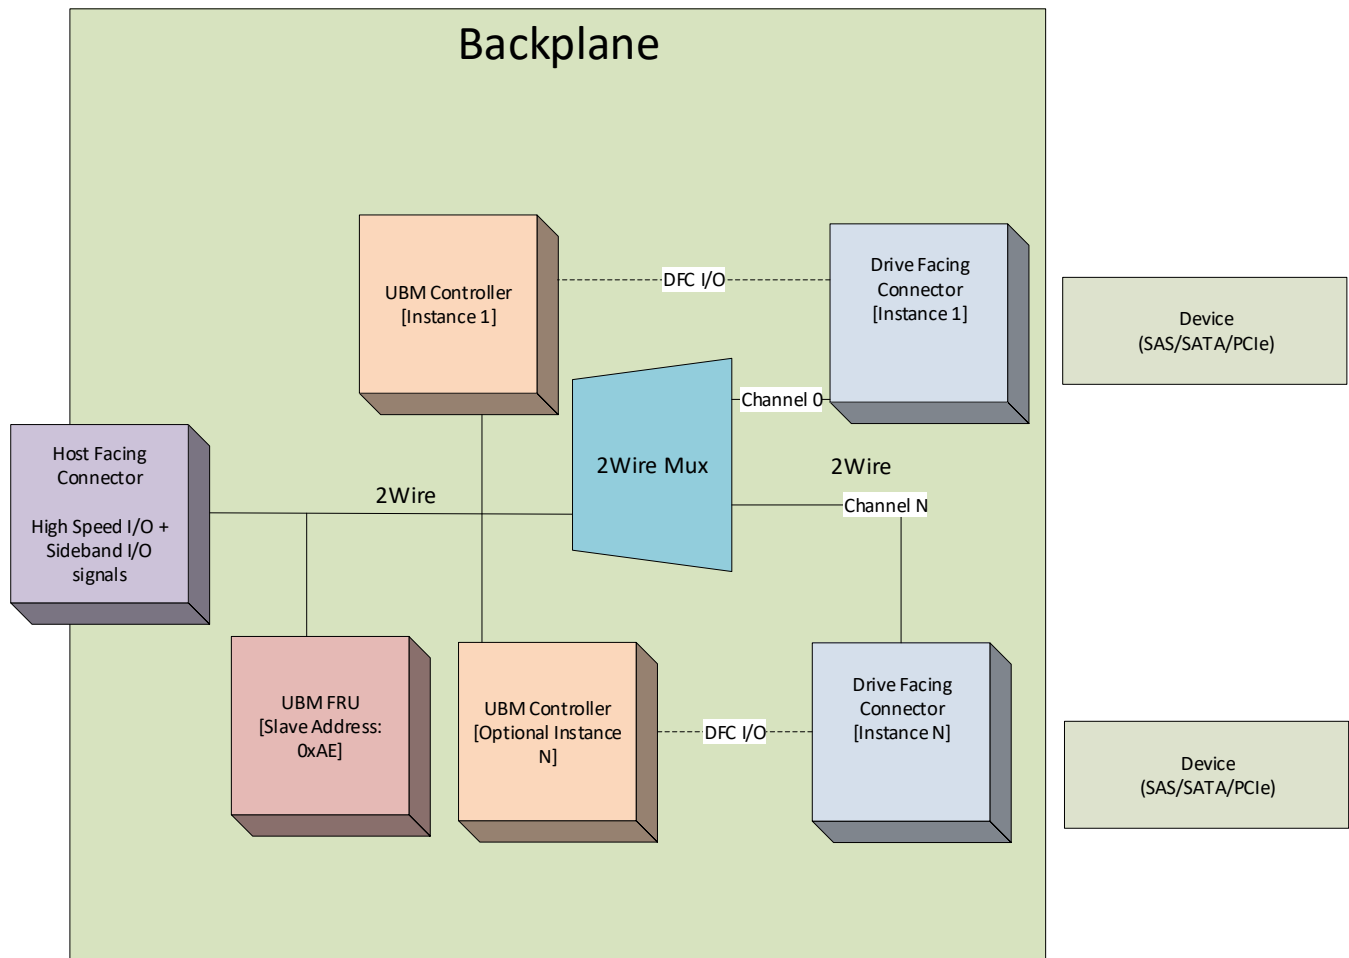 Backplane
UBM Controller
[Instance 1]
DFC I/O
Drive Facing
Connector
[Instance 1]
Device
(SAS/SATA/PCIe)
Channel 0
Host Facing
Connector
High Speed I/O +
Sideband I/O
signals
2Wire
2Wire Mux
2Wire
Channel N
UBM FRU
[Slave Address:
0xAE]
UBM Controller
[Optional Instance
N]
DFC I/O
Drive Facing
Connector
[Instance N]
Device
(SAS/SATA/PCIe)